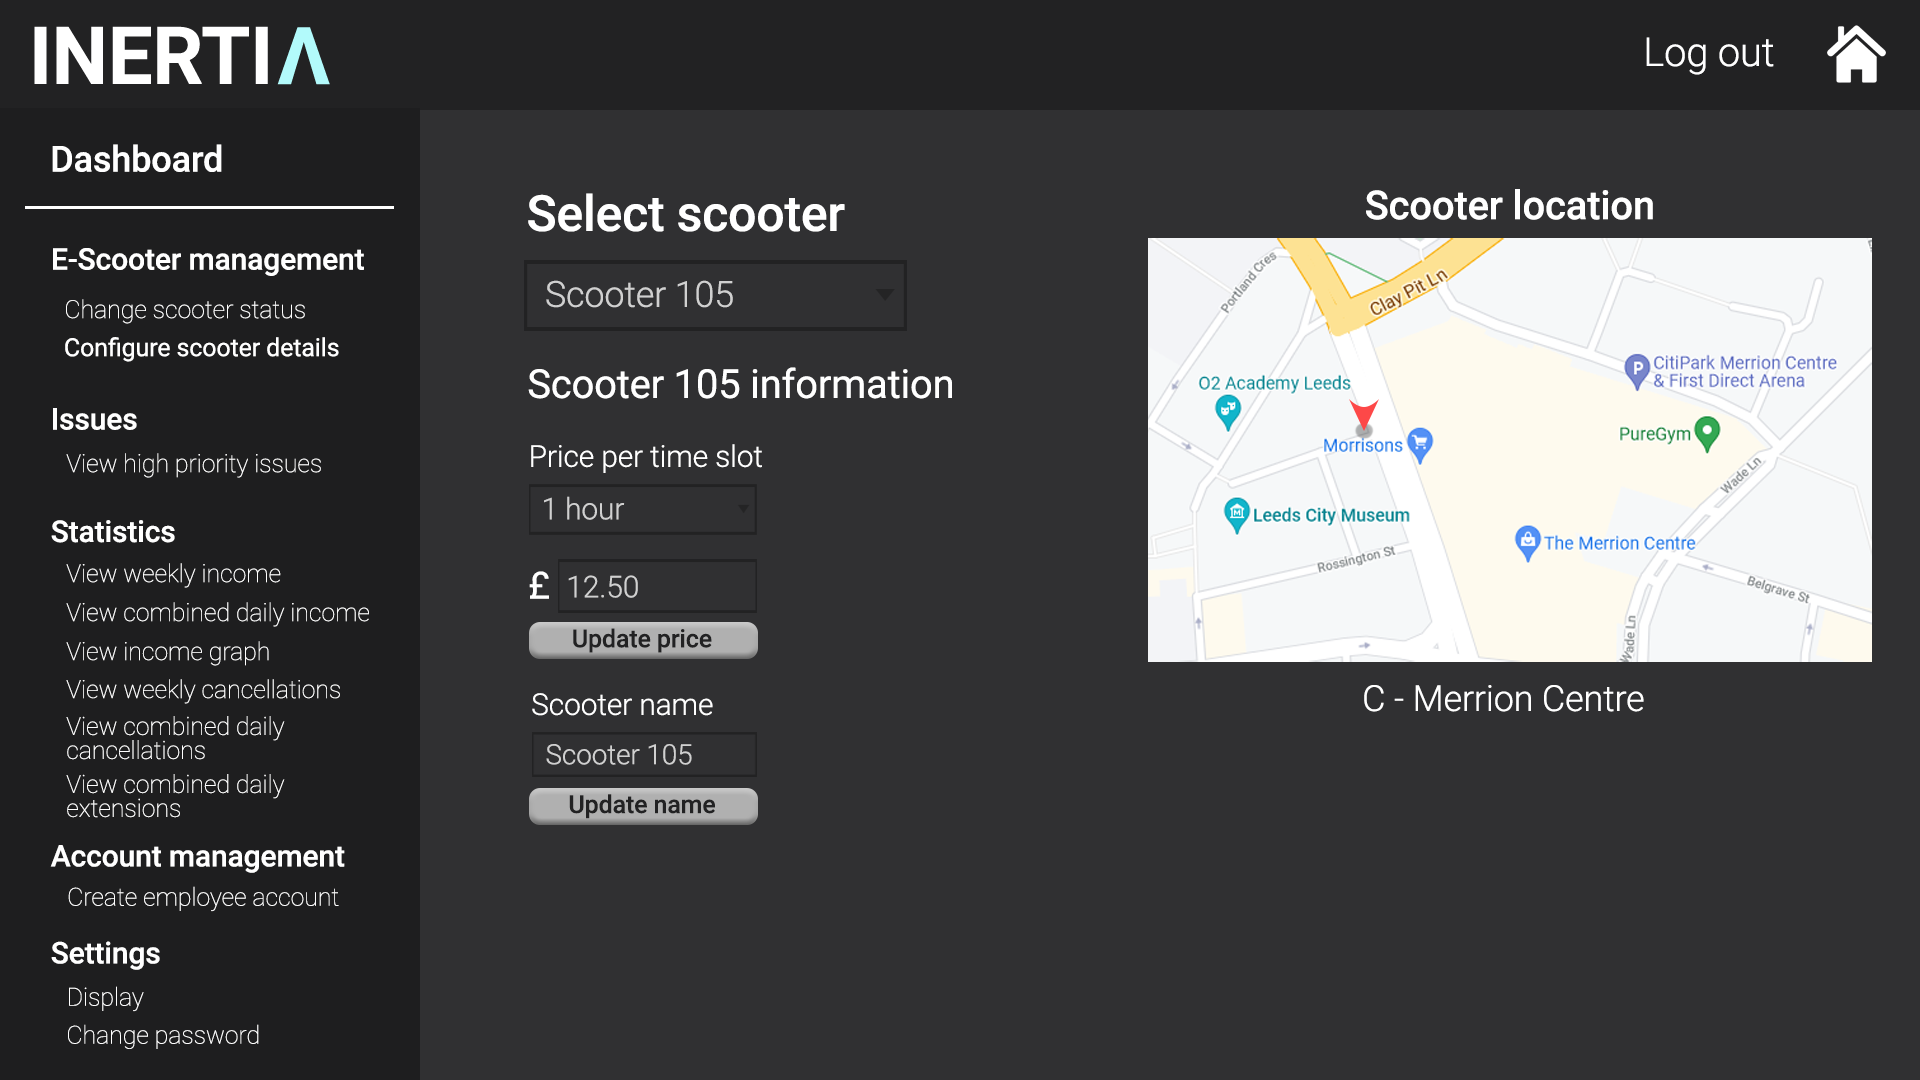 INERTIA
Log out
Dashboard
E-Scooter management
Change scooter status
Configure scooter details
Issues
View high priority issues
Statistics
View weekly income
View combined daily income
View income graph
View weekly cancellations
View combined daily
cancellations
View combined daily
extensions
Account management
Create employee account
Settings
Display
Change password
Select scooter
Scooter 105
Scooter 105 information
Price per time slot
1 hour
£ 12.50
Update price
Scooter name
Scooter 105
Update name
Scooter location
Portland Cres
Clay Pit Ln
CitiPark Merrion Centre
& First Direct Arena
P
O2 Academy Leeds
PureGym
Morrisons
Wade Ln
Leeds City Museum
The Merrion Centre
Rossington St
Belgrave St
Wade Ln
C - Merrion Centre